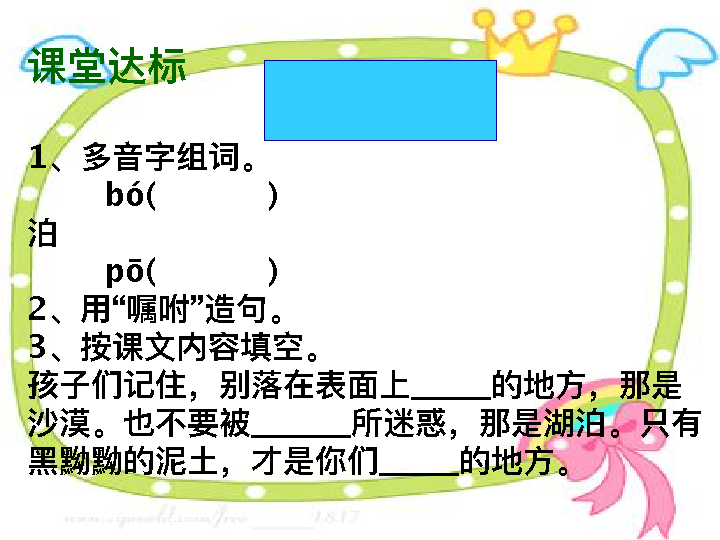 课堂达标
1、多音字组词。
bó( )
泊
pō( )
2、用“嘱咐”造句。
3、按课文内容填空。
孩子们记住，别落在表面上_____的地方，那是
沙漠。也不要被______所迷惑，那是湖泊。只有
黑黝黝的泥土，才是你们_____的地方。